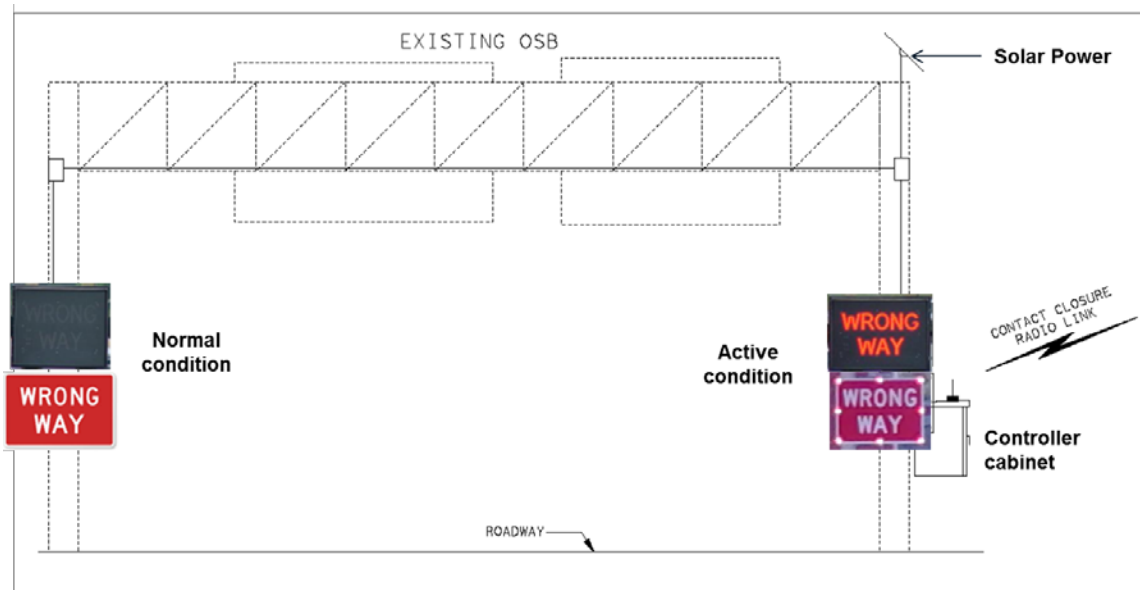 EXISTING OSB
Solar Power
WRONG
WAY
WRONG
WAY
Normal
condition
Active
condition
WRONG
WAY
WRONG
WAY
CONTACT CLOSURE
RADIO LINK
Controller
cabinet
ROADWAY